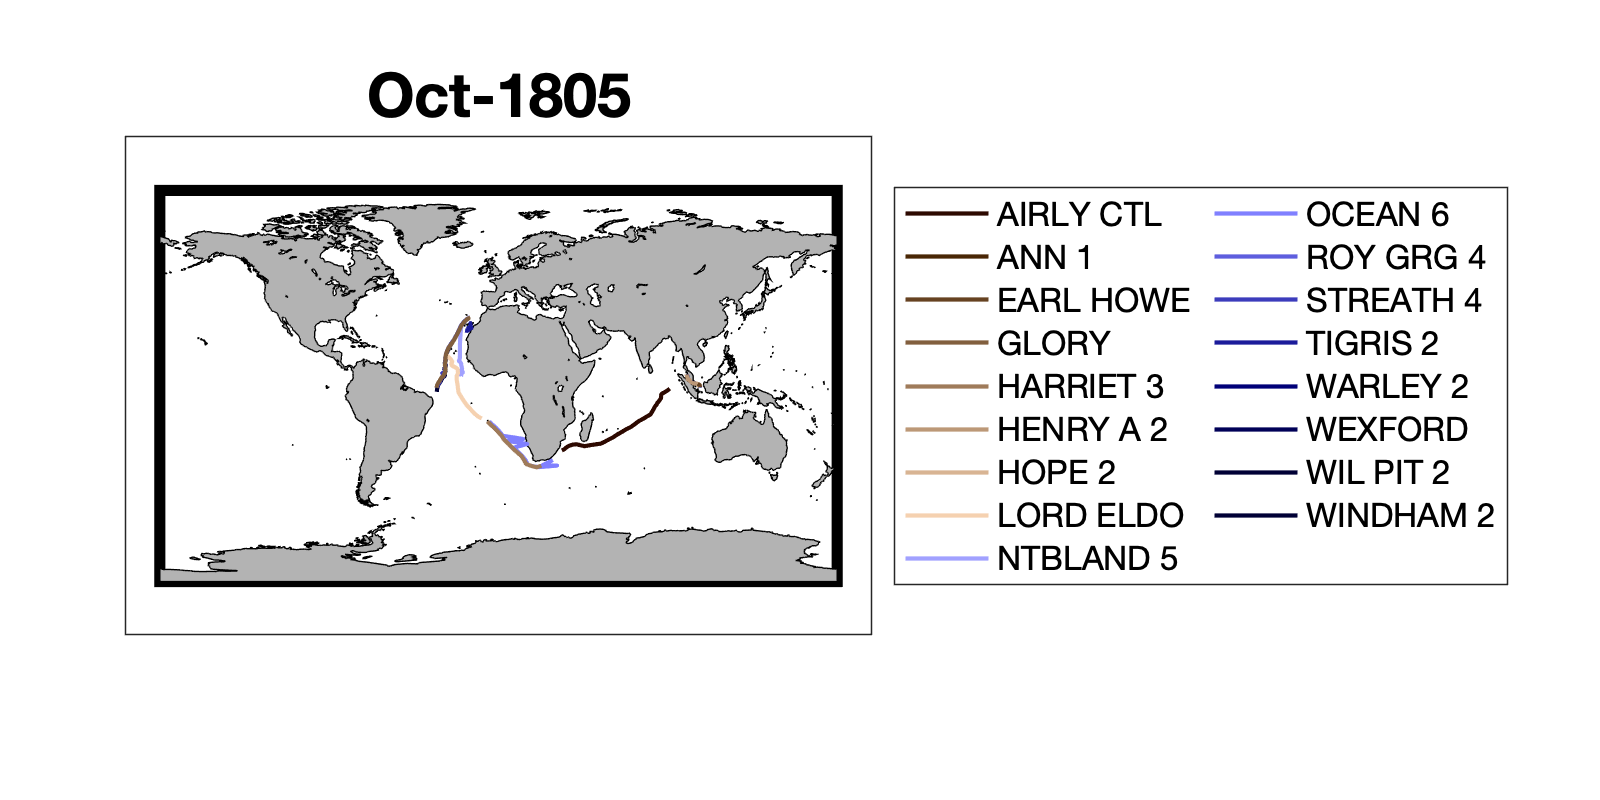 Oct-1805
AIRLY CTL
ANN 1
EARL HOWE
GLORY
HARRIET 3
HENRY A 2
HOPE 2
LORD ELDO
NTBLAND 5
OCEAN 6
ROY GRG 4
STREATH 4
TIGRIS 2
WARLEY 2
WEXFORD
WIL PIT 2
WINDHAM 2